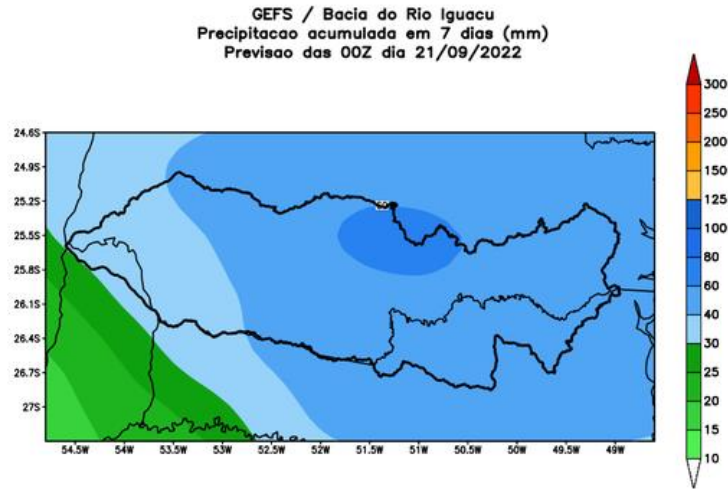 GEFS / Bacia do Rio Iguacu
Precipitacao acumulada em 7 dias (mm)
Previsao das 00Z dia 21/09/2022
300
200
150
125
100
80
60
40
30
25
20
15
10
24.6S
24.9S
25.2S
25.5S
25.8S
26.1S
26.4S
26.7S
27S
60
54.5W 54W 53.5W 53W 52.5W 52W 51.5W 51W 50.5W 50W 49.5W 49W